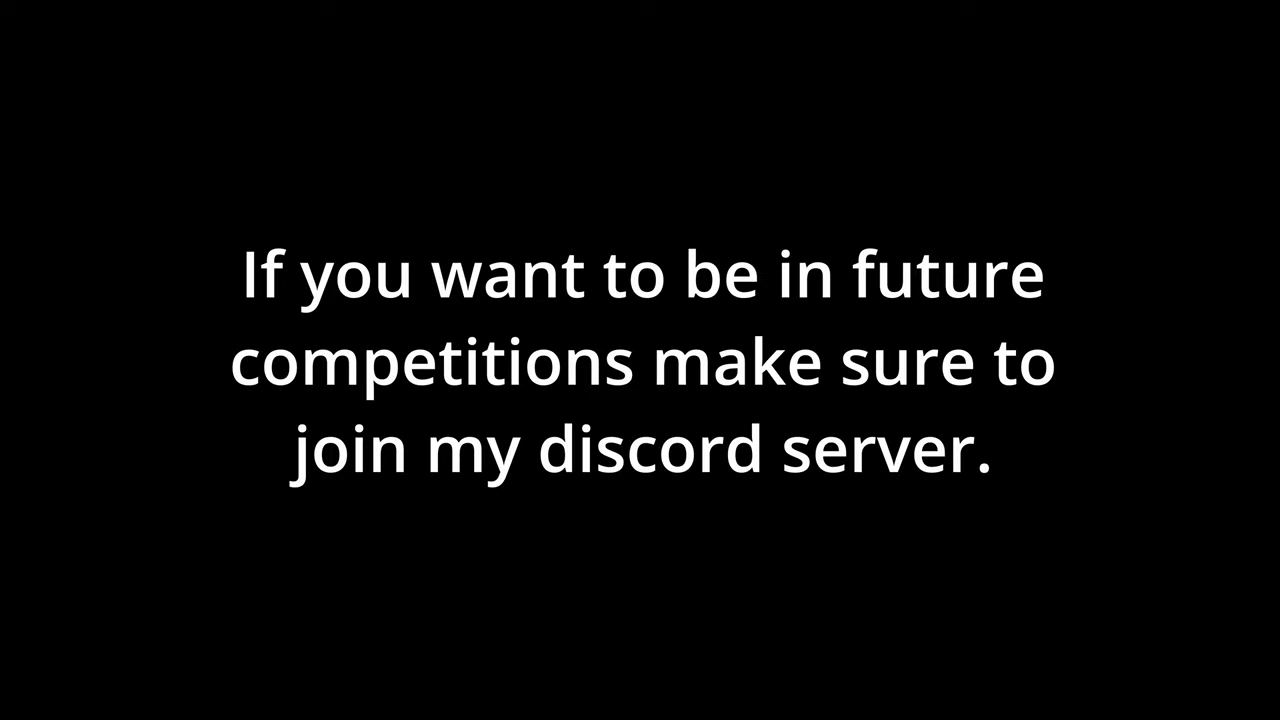 If you want to be in future
competitions make sure to
join my discord server.